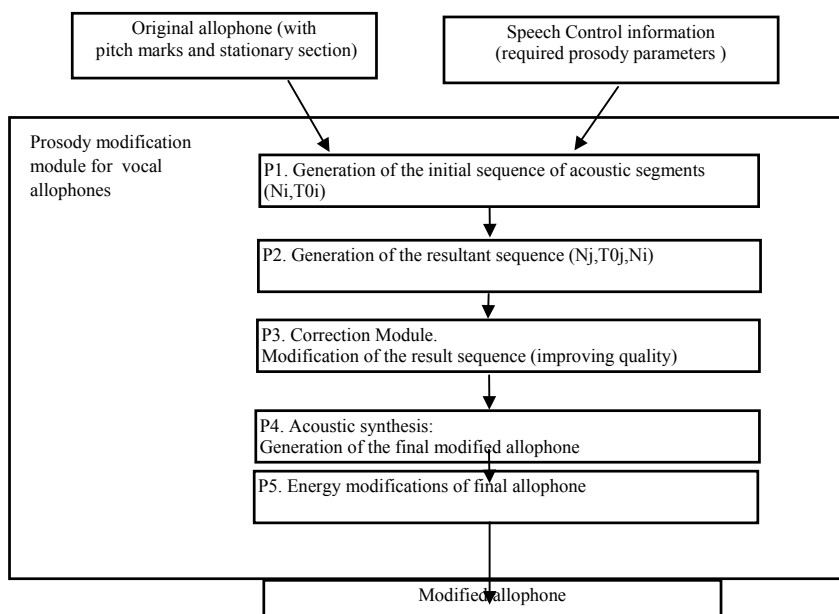 Original allophone (with
pitch marks and stationary section)
Speech Control information
(required prosody parameters )
Prosody modification
module for vocal
allophones
P1. Generation of the initial sequence of acoustic segments
(Ni,T0i)
P2. Generation of the resultant sequence (Nj,T0j,Ni)
P3. Correction Module.
Modification of the result sequence (improving quality)
P4. Acoustic synthesis:
Generation of the final modified allophone
P5. Energy modifications of final allophone
Modified allophone